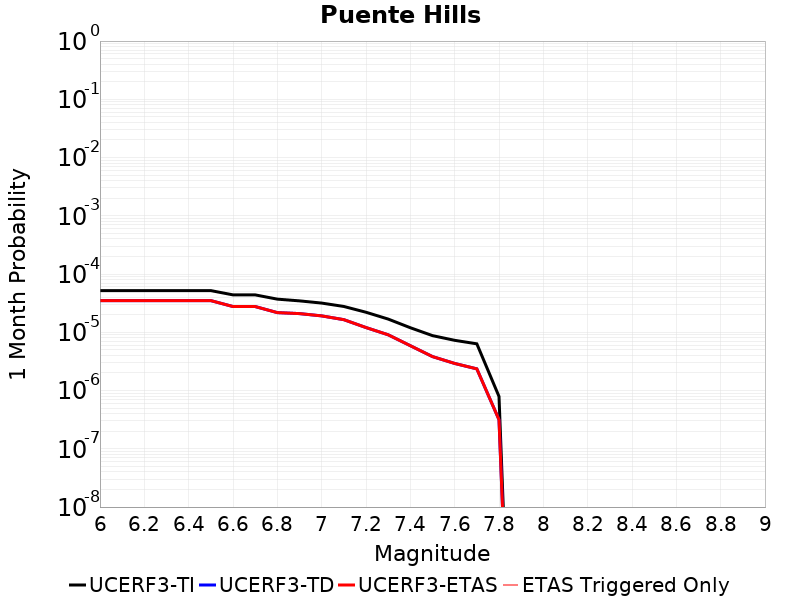 Puente Hills
10^0
10^-1
10^-2
10^-3
10^-4
10^-5
10^-6
10^-7
10^-8
1 Month Probability
6 6.2 6.4 6.6 6.8 7 7.2 7.4 7.6 7.8 8 8.2 8.4 8.6 8.8 9
Magnitude
UCERF3-TI UCERF3-TD UCERF3-ETAS ETAS Triggered Only